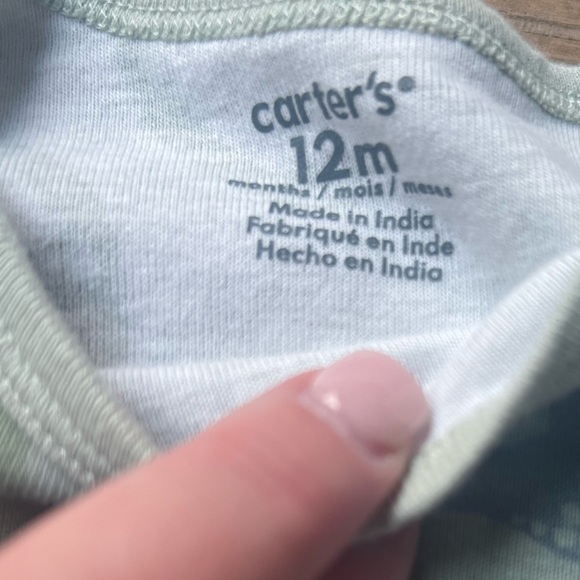 carter's®
12m
months / mois / meses
Made in India
Fabriqué en Inde
Hecho en India